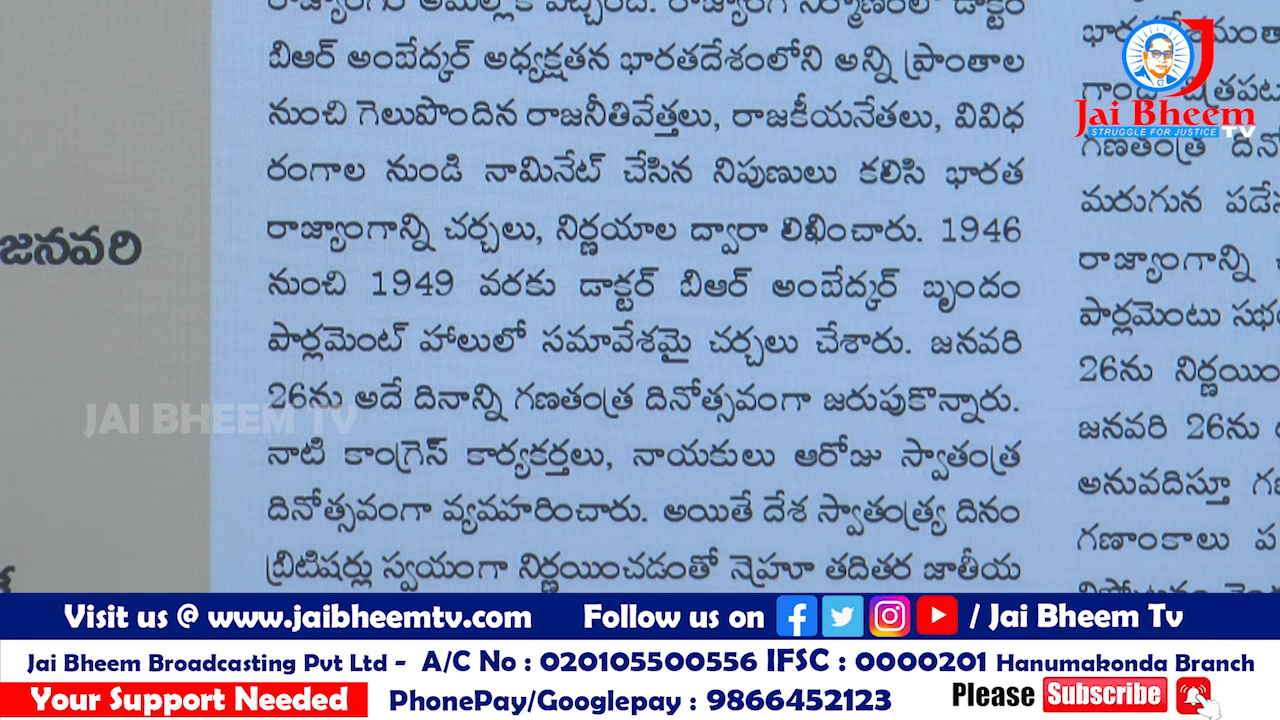 జనవరి
రాజ్యాంగం అమల్లోకి వచ్చింది. రాజ్యాంగ నిర్మాణంలో డాక్టర్
బిఆర్ అంబేద్కర్ అధ్యక్షతన భారతదేశంలోని అన్ని ప్రాంతాల
నుంచి గెలుపొందిన రాజనీతివేత్తలు, రాజకీయనేతలు, వివిధ
రంగాల నుండి నామినేట్ చేసిన నిపుణులు కలిసి భారత
రాజ్యాంగాన్ని చర్చలు, నిర్ణయాల ద్వారా లిఖించారు. 1946
నుంచి 1949 వరకు డాక్టర్ బిఆర్ అంబేద్కర్ బృందం
పార్లమెంట్ హాలులో సమావేశమై చర్చలు చేశారు. జనవరి
26ను అదే దినాన్ని గణతంత్ర దినోత్సవంగా జరుపుకొన్నారు.
నాటి కాంగ్రెస్ కార్యకర్తలు, నాయకులు ఆరోజు స్వాతంత్ర
దినోత్సవంగా వ్యవహరించారు. అయితే దేశ స్వాతంత్ర్య దినం
బ్రిటిషర్లు స్వయంగా నిర్ణయించడంతో నెహ్రూ తదితర జాతీయ
గణతంత్ర
మరుగున
రాజ్యాంగాన్ని
పార్లమెంటు
26ను
జనవరి 26ను
అనువదిస్తూ
గణాంకాలు
Jai Bheem
STRUGGLE FOR JUSTICE TV
JAI BHEEM TV
Visit us @ www.jaibheemtv.com Follow us on / Jai Bheem Tv
Jai Bheem Broadcasting Pvt Ltd - A/C No : 020105500556 IFSC : 0000201 Hanumakonda Branch
Your Support Needed PhonePay/Googlepay : 9866452123 Please Subscribe